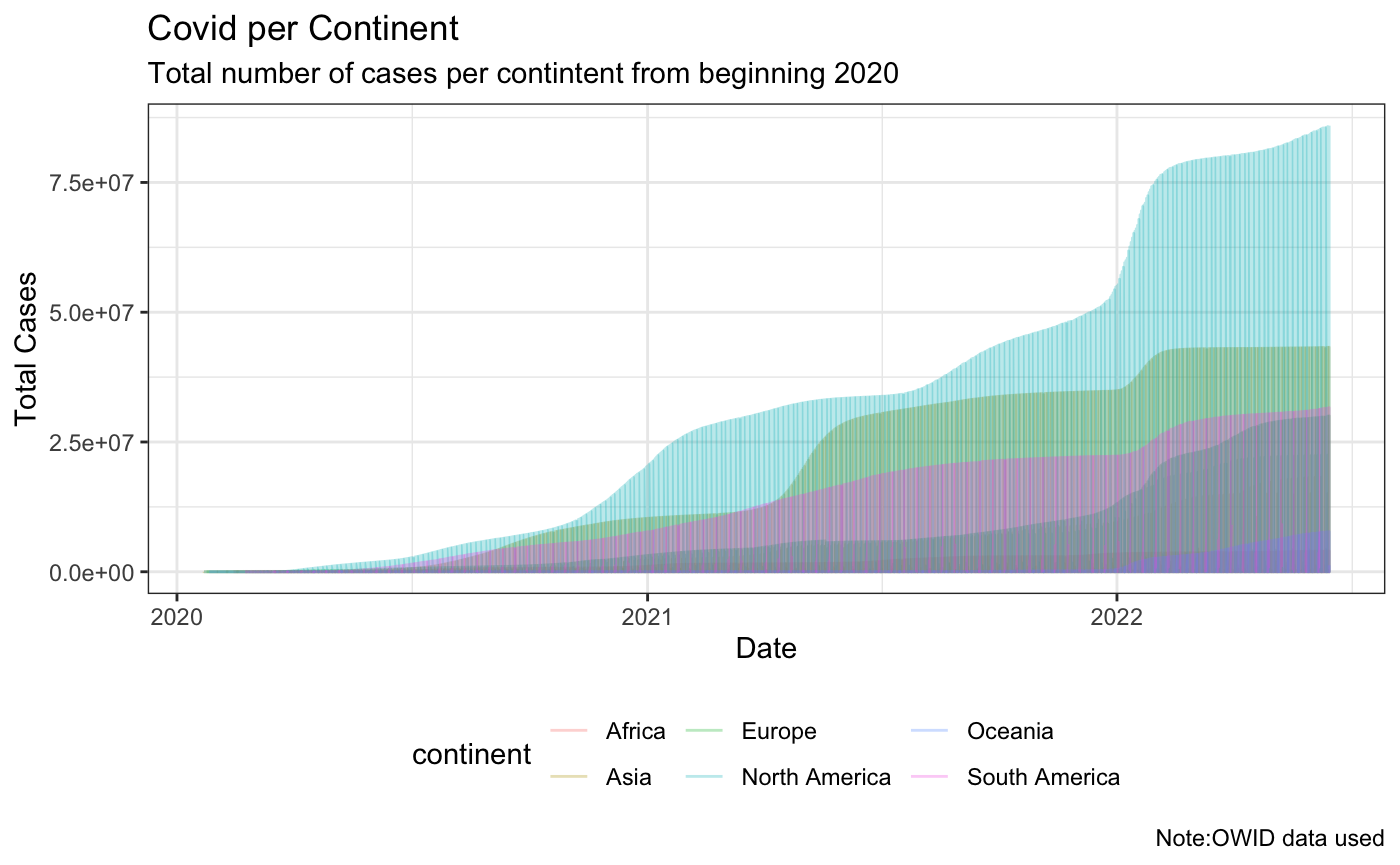 Covid per Continent
Total number of cases per contintent from beginning 2020
Total Cases
7.5e+07
5.0e+07
2.5e+07
0.0e+00
2020 2021 2022
Date
continent
Africa Europe Oceania
Asia North America South America
Note:OWID data used